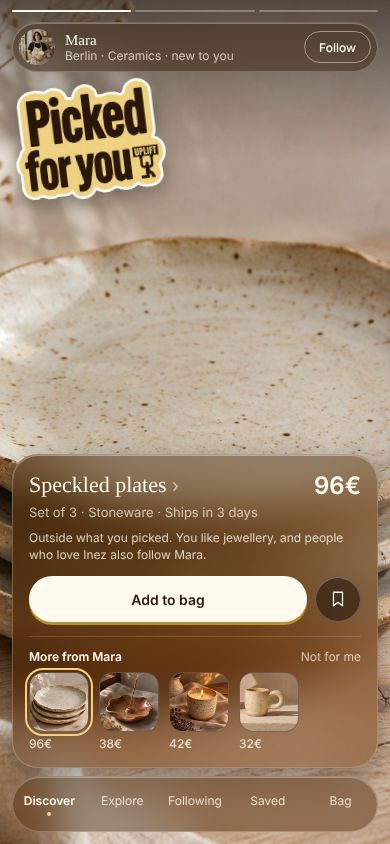 Mara
Berlin · Ceramics · new to you
Follow
Picked
for you
UPLIFT
Speckled plates ›
96€
Set of 3 · Stoneware · Ships in 3 days
Outside what you picked. You like jewellery, and people
who love Inez also follow Mara.
Add to bag
More from Mara
Not for me
96€
38€
42€
32€
Discover
Explore
Following
Saved
Bag